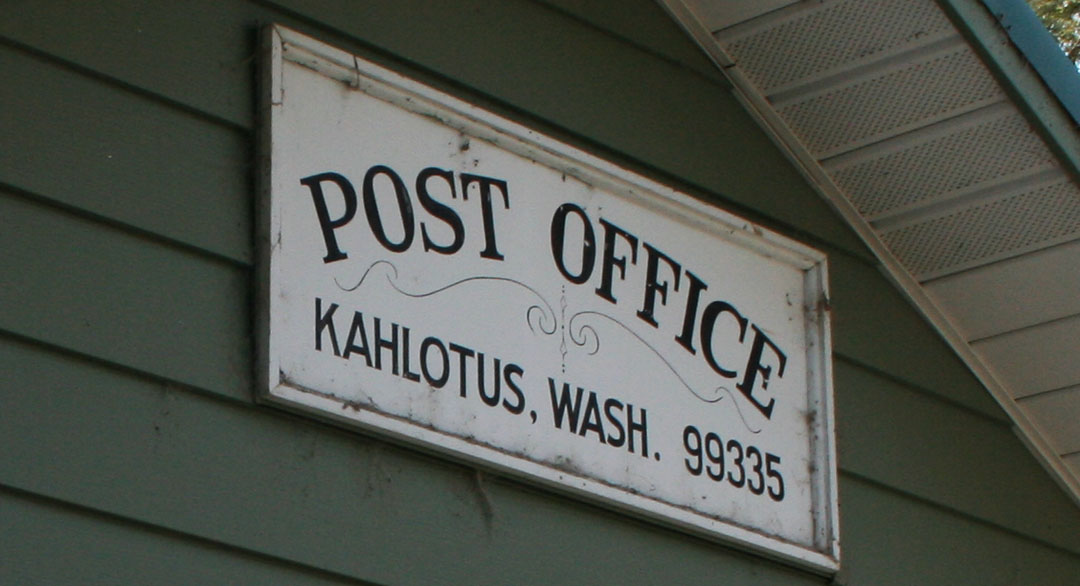 POST OFFICE
KAHLOTUS, WASH. 99335